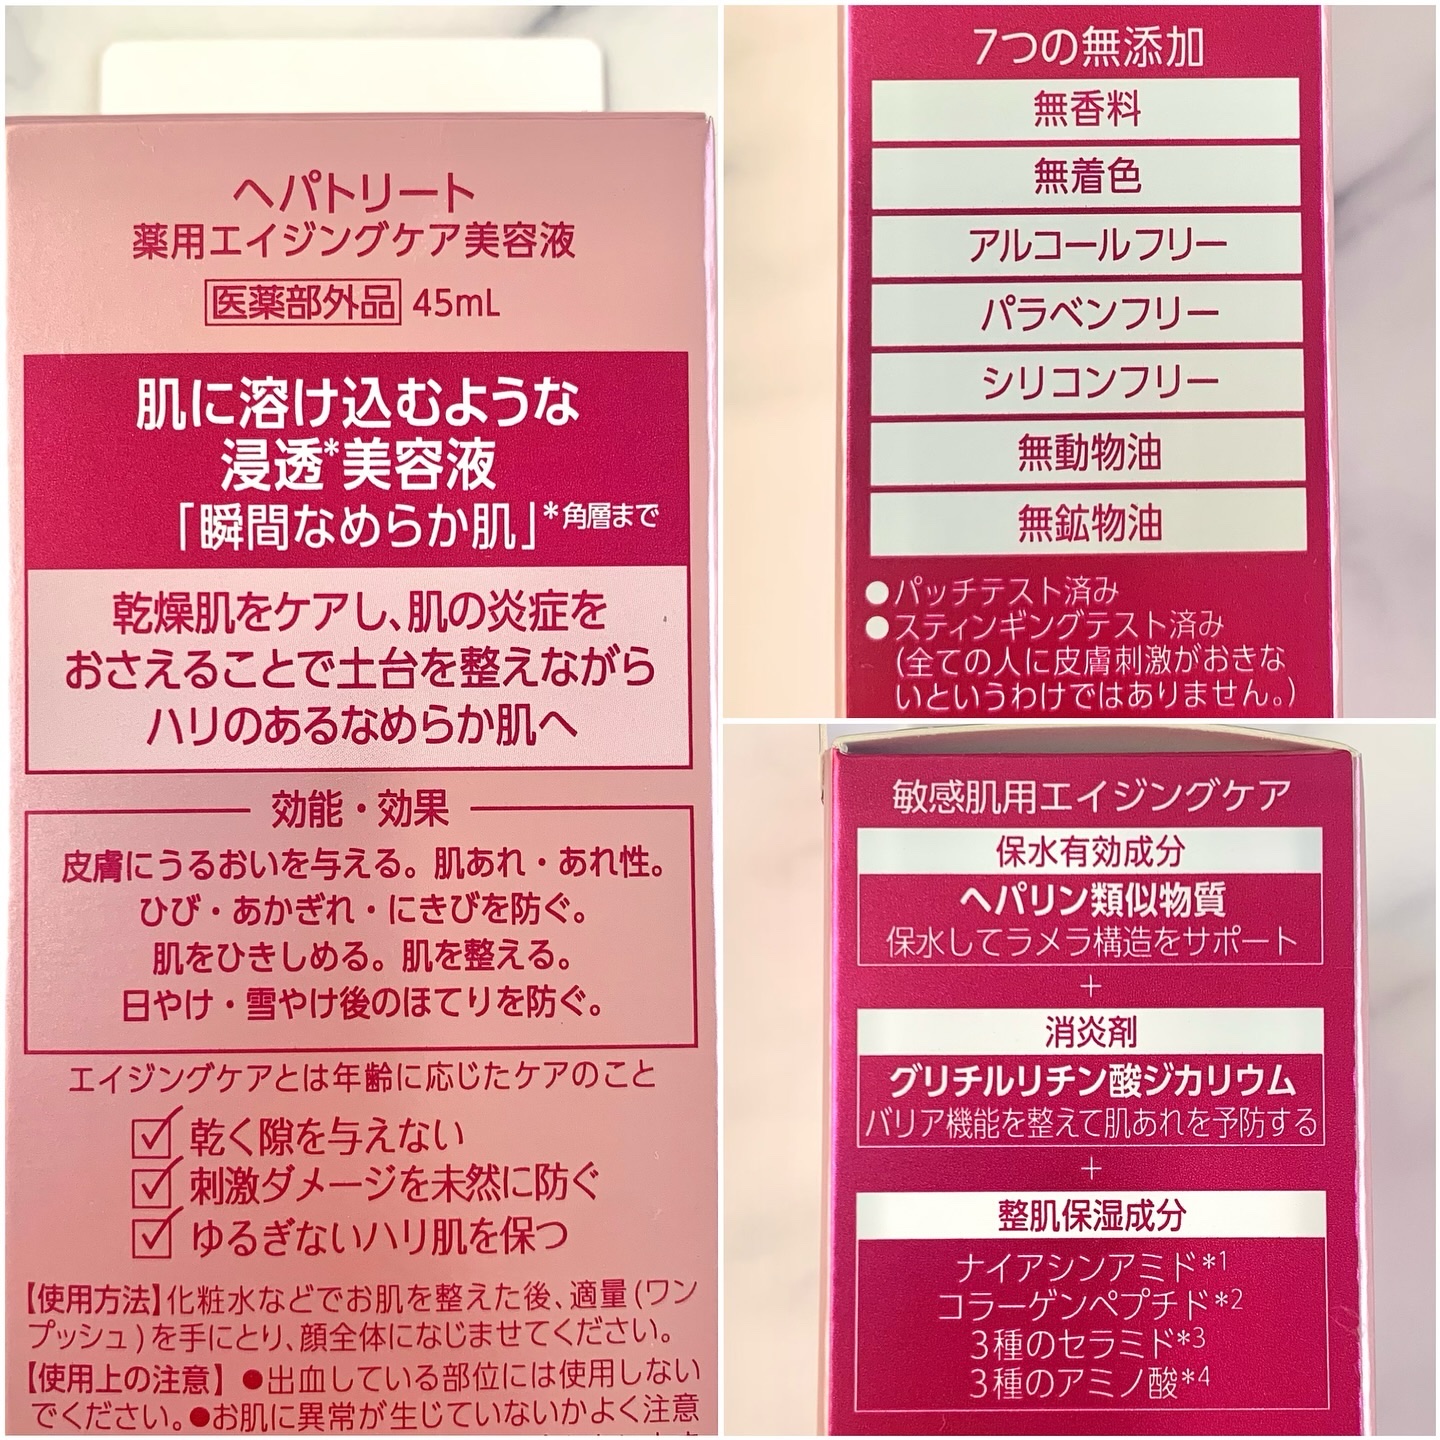 ヘパトリート
薬用エイジングケア美容液
医薬部外品 45mL
肌に溶け込むような
浸透*美容液
「瞬間なめらか肌」*角層まで
乾燥肌をケアし、肌の炎症を
おさえることで土台を整えながら
ハリのあるなめらか肌へ
効能・効果
皮膚にうるおいを与える。肌あれ・あれ性。
ひび・あかぎれ・にきびを防ぐ。
肌をひきしめる。肌を整える。
日やけ・雪やけ後のほてりを防ぐ。
エイジングケアとは年齢に応じたケアのこと
乾く隙を与えない
刺激ダメージを未然に防ぐ
ゆるぎないハリ肌を保つ
【使用方法】化粧水などでお肌を整えた後、適量(ワン
プッシュ)を手にとり、顔全体になじませてください。
【使用上の注意】●出血している部位には使用しない
でください。●お肌に異常が生じていないかよく注意
7つの無添加
無香料
無着色
アルコールフリー
パラベンフリー
シリコンフリー
無動物油
無鉱物油
●パッチテスト済み
●スティンギングテスト済み
(全ての人に皮膚刺激がおきな
いというわけではありません。)
敏感肌用エイジングケア
保水有効成分
ヘパリン類似物質
保水してラメラ構造をサポート
+
消炎剤
グリチルリチン酸ジカリウム
バリア機能を整えて肌あれを予防する
+
整肌保湿成分
ナイアシンアミド*1
コラーゲンペプチド*2
3種のセラミド*3
3種のアミノ酸*4